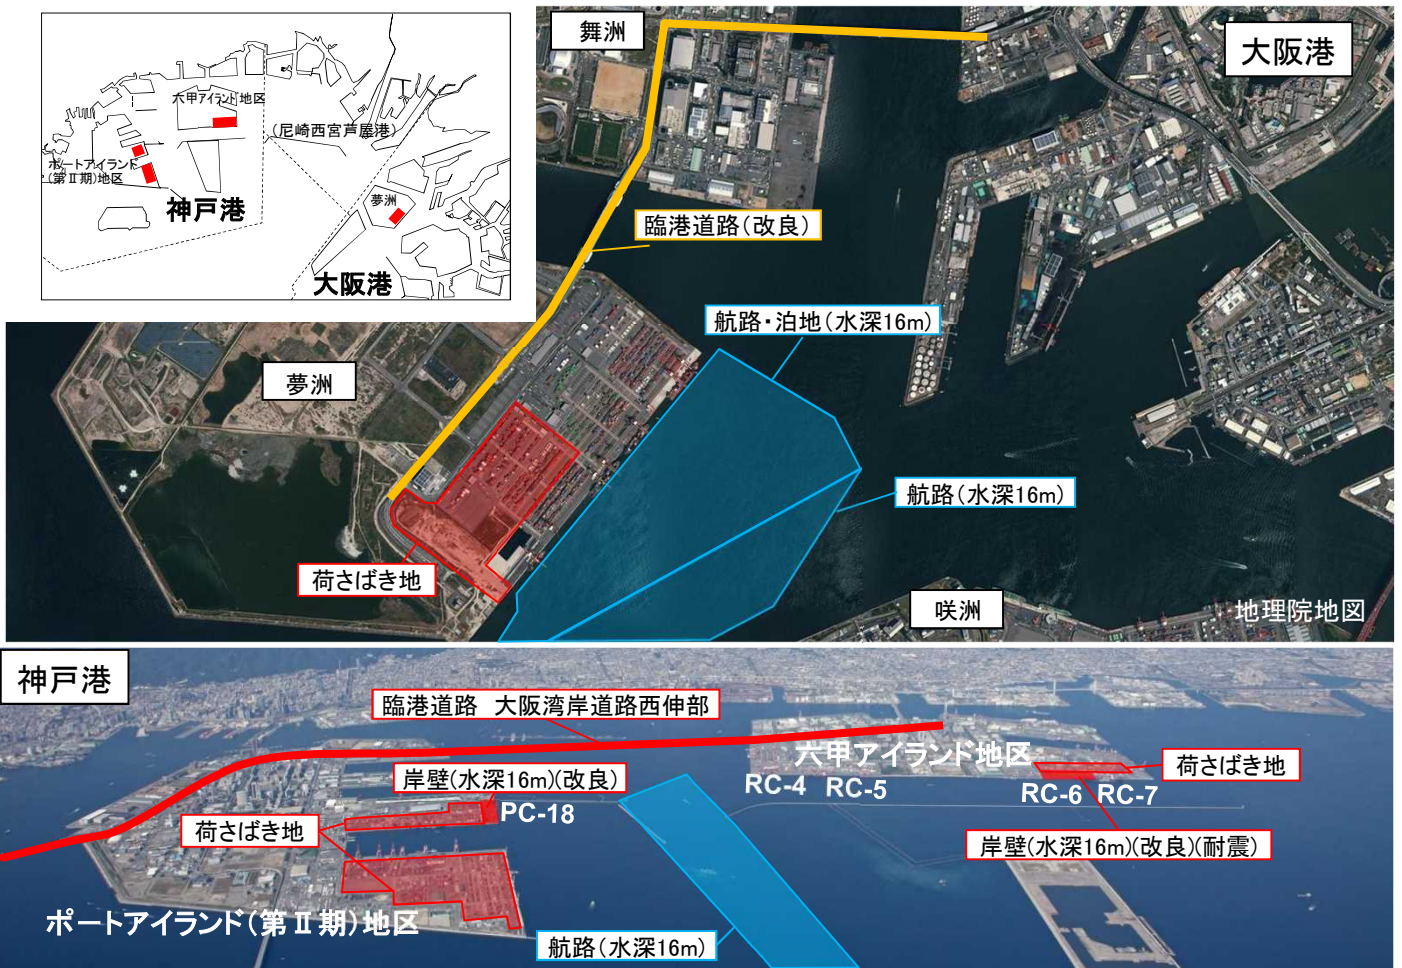 六甲アイランド地区
(尼崎西宮芦屋港)
ポートアイランド
(第Ⅱ期)地区
神戸港
夢洲
大阪港
舞洲
大阪港
臨港道路(改良)
航路・泊地(水深16m)
夢洲
航路(水深16m)
荷さばき地
咲洲
地理院地図
神戸港
臨港道路 大阪湾岸道路西伸部
六甲アイランド地区
荷さばき地
岸壁(水深16m)(改良)
RC-4 RC-5
RC-6 RC-7
PC-18
荷さばき地
岸壁(水深16m)(改良)(耐震)
ポートアイランド(第Ⅱ期)地区
航路(水深16m)